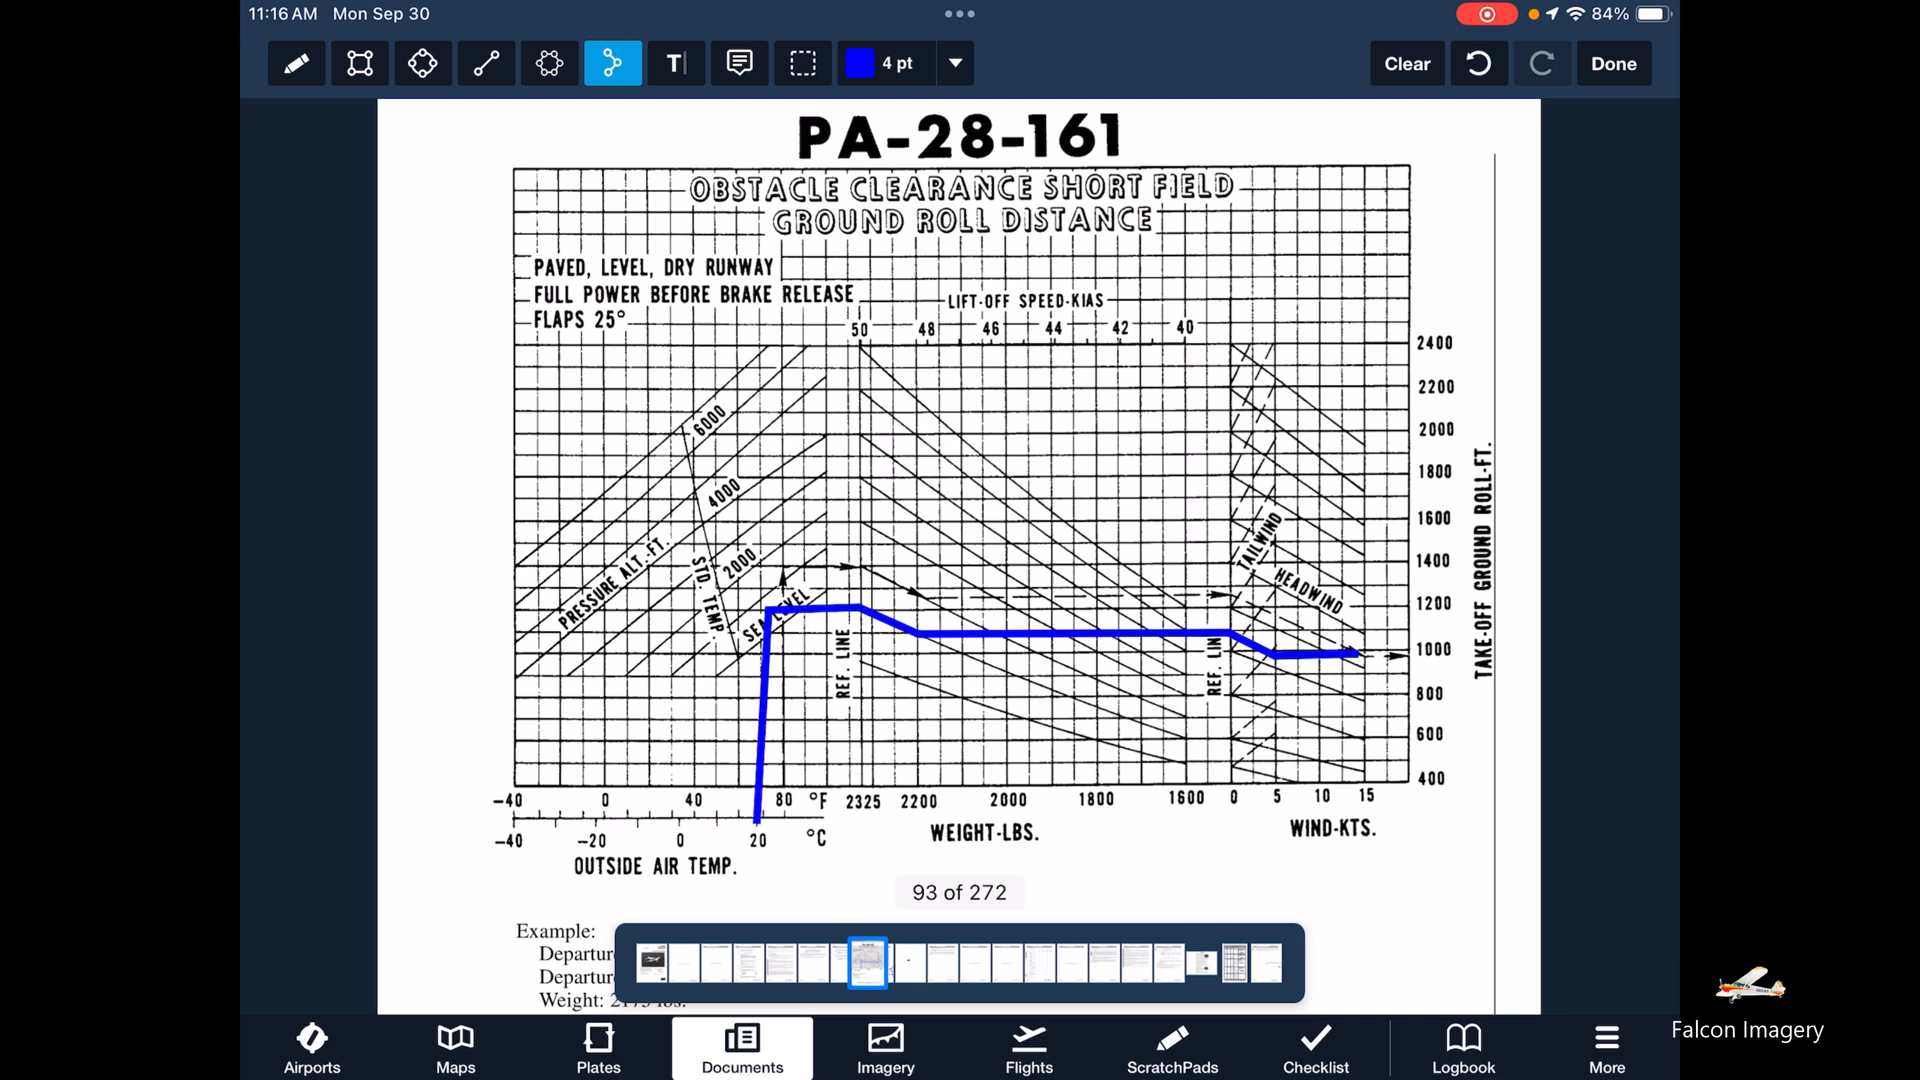 11:16 AM Mon Sep 30
84%
T
4 pt
Clear
Done
PA-28-161
OBSTACLE CLEARANCE SHORT FIELD
GROUND ROLL DISTANCE
PAVED, LEVEL, DRY RUNWAY
FULL POWER BEFORE BRAKE RELEASE
FLAPS 25°
LIFT-OFF SPEED-KIAS
50 48 46 44 42 40
2400
2200
2000
1800
1600
1400
1200
1000
800
600
400
TAKE-OFF GROUND ROLL-FT.
6000
4000
2000
SEA LEVEL
PRESSURE ALT.-FT.
STD. TEMP.
REF. LINE
REF. LIN
TAILWIND
HEADWIND
-40 0 40 80 °F 2325 2200 2000 1800 1600 0 5 10 15
-40 -20 0 20 °C
WEIGHT-LBS.
WIND-KTS.
OUTSIDE AIR TEMP.
93 of 272
Example:
Departur
Departur
Weight:
Airports Maps Plates Documents Imagery Flights ScratchPads Checklist Logbook More
Falcon Imagery